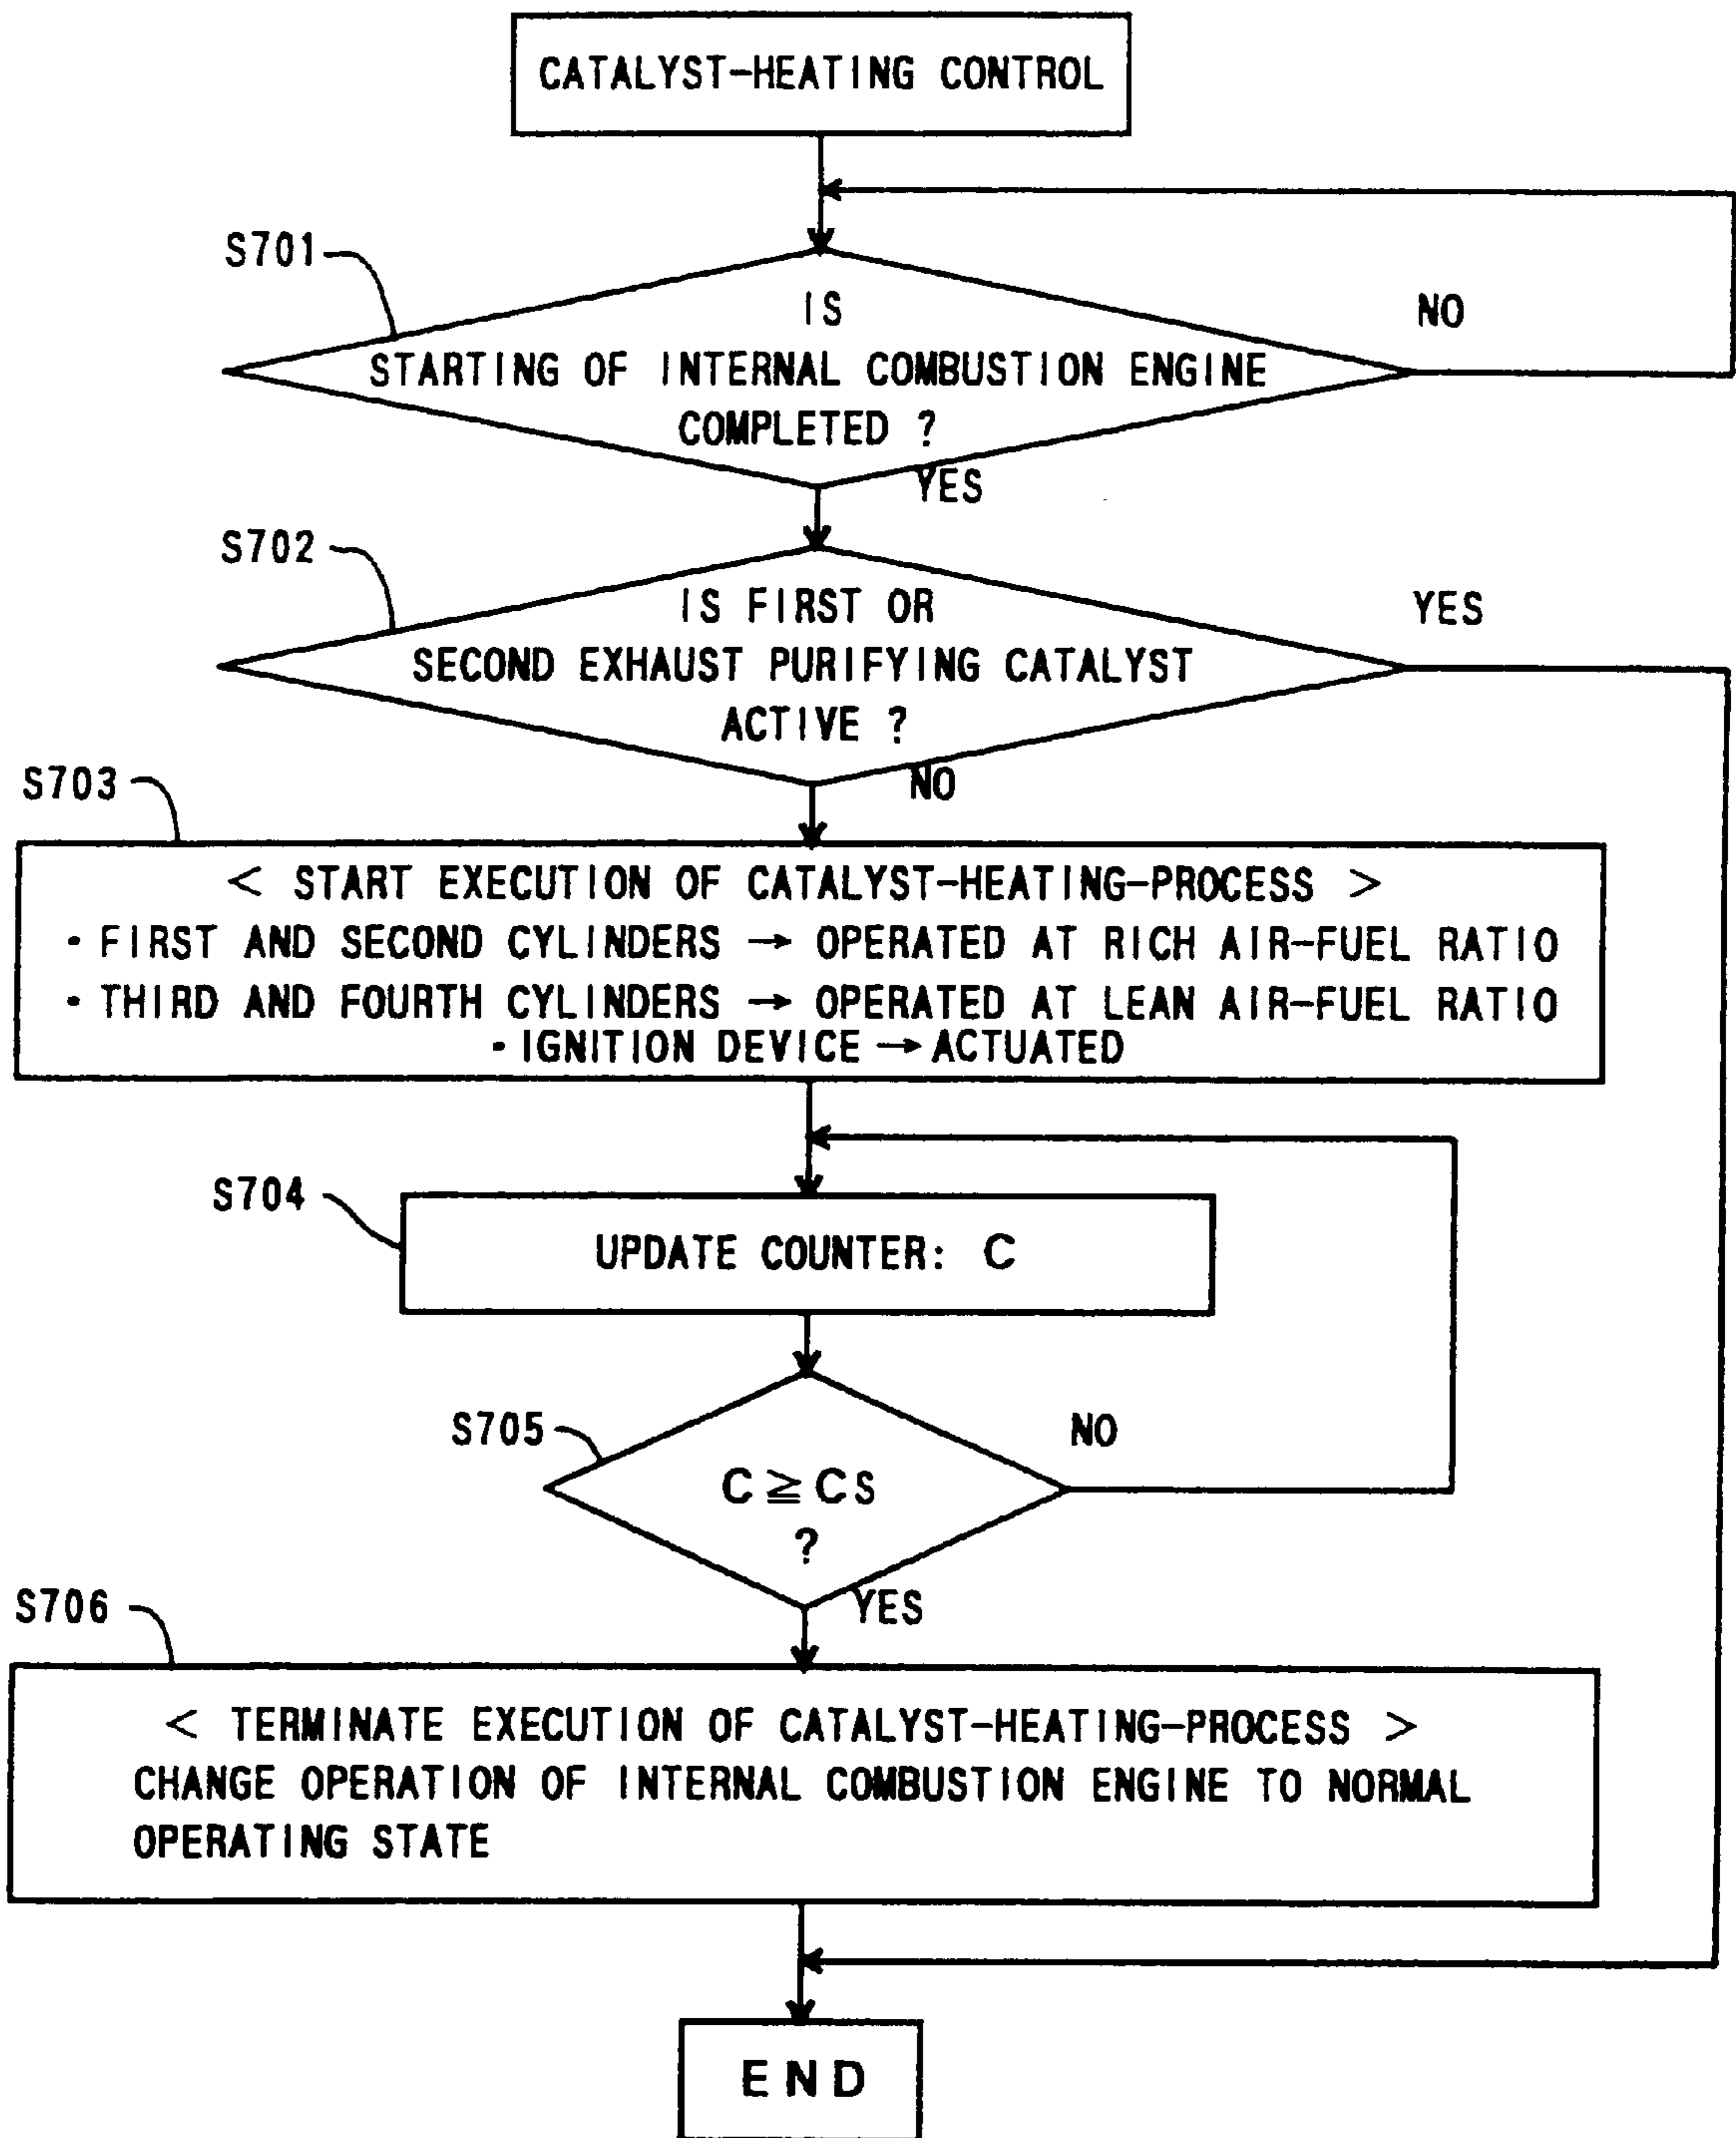 CATALYST-HEATING CONTROL
S701
IS
STARTING OF INTERNAL COMBUSTION ENGINE
COMPLETED ?
NO
YES
S702
IS FIRST OR
SECOND EXHAUST PURIFYING CATALYST
ACTIVE ?
YES
NO
S703
< START EXECUTION OF CATALYST-HEATING-PROCESS >
· FIRST AND SECOND CYLINDERS → OPERATED AT RICH AIR-FUEL RATIO
· THIRD AND FOURTH CYLINDERS → OPERATED AT LEAN AIR-FUEL RATIO
· IGNITION DEVICE → ACTUATED
S704
UPDATE COUNTER: C
S705
C ≧ CS
?
NO
YES
S706
< TERMINATE EXECUTION OF CATALYST-HEATING-PROCESS >
CHANGE OPERATION OF INTERNAL COMBUSTION ENGINE TO NORMAL
OPERATING STATE
END